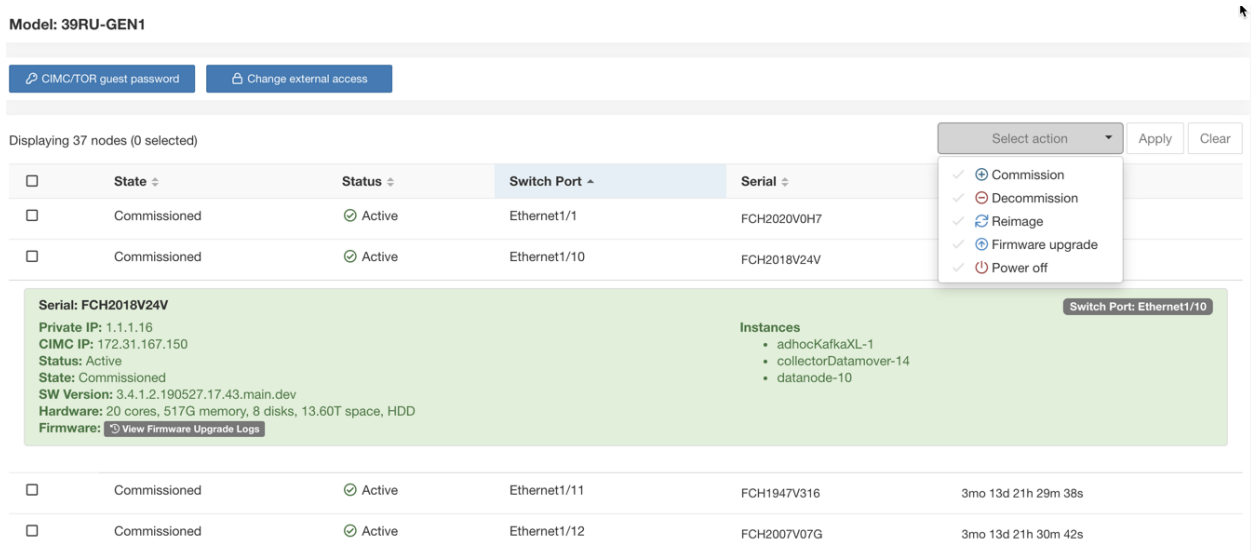 Model: 39RU-GEN1
CIMC/TOR guest password Change external access
Displaying 37 nodes (0 selected) Select action Apply Clear
State Status Switch Port Serial
Commission
Decommission
Reimage
Firmware upgrade
Power off
Commissioned Active Ethernet1/1 FCH2020V0H7
Commissioned Active Ethernet1/10 FCH2018V24V
Serial: FCH2018V24V Switch Port: Ethernet1/10
Private IP: 1.1.1.16
CIMC IP: 172.31.167.150
Status: Active
State: Commissioned
SW Version: 3.4.1.2.190527.17.43.main.dev
Hardware: 20 cores, 517G memory, 8 disks, 13.60T space, HDD
Firmware: View Firmware Upgrade Logs
Instances
• adhocKafkaXL-1
• collectorDatamover-14
• datanode-10
Commissioned Active Ethernet1/11 FCH1947V316 3mo 13d 21h 29m 38s
Commissioned Active Ethernet1/12 FCH2007V07G 3mo 13d 21h 30m 42s